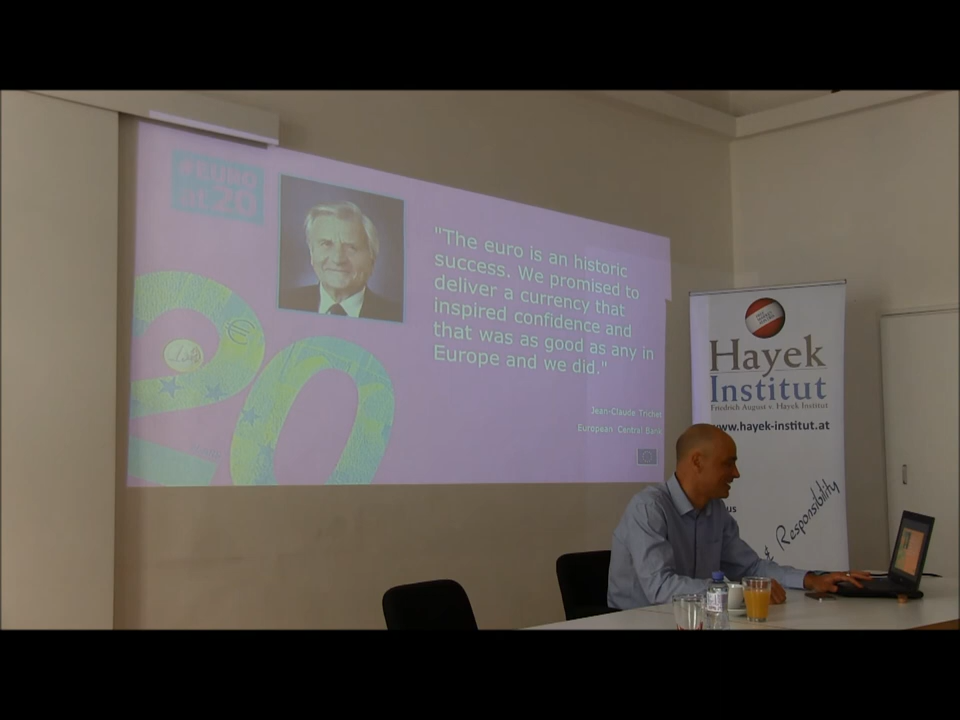 "The euro is an historic
success. We promised to
deliver a currency that
inspired confidence and
that was as good as any in
Europe and we did."
Jean-Claude Trichet
European Central Bank
20
Hayek
Institut
Friedrich August v. Hayek Institut
www.hayek-institut.at
us
& Responsibility